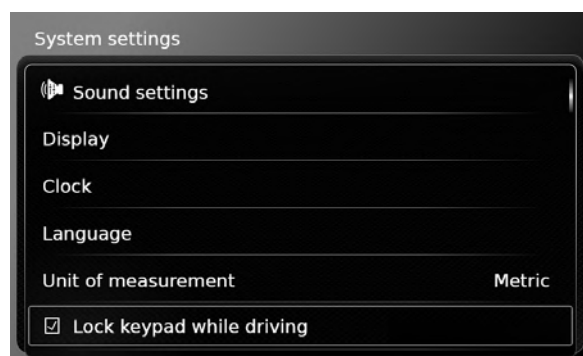 System settings
Sound settings
Display
Clock
Language
Unit of measurement Metric
Lock keypad while driving